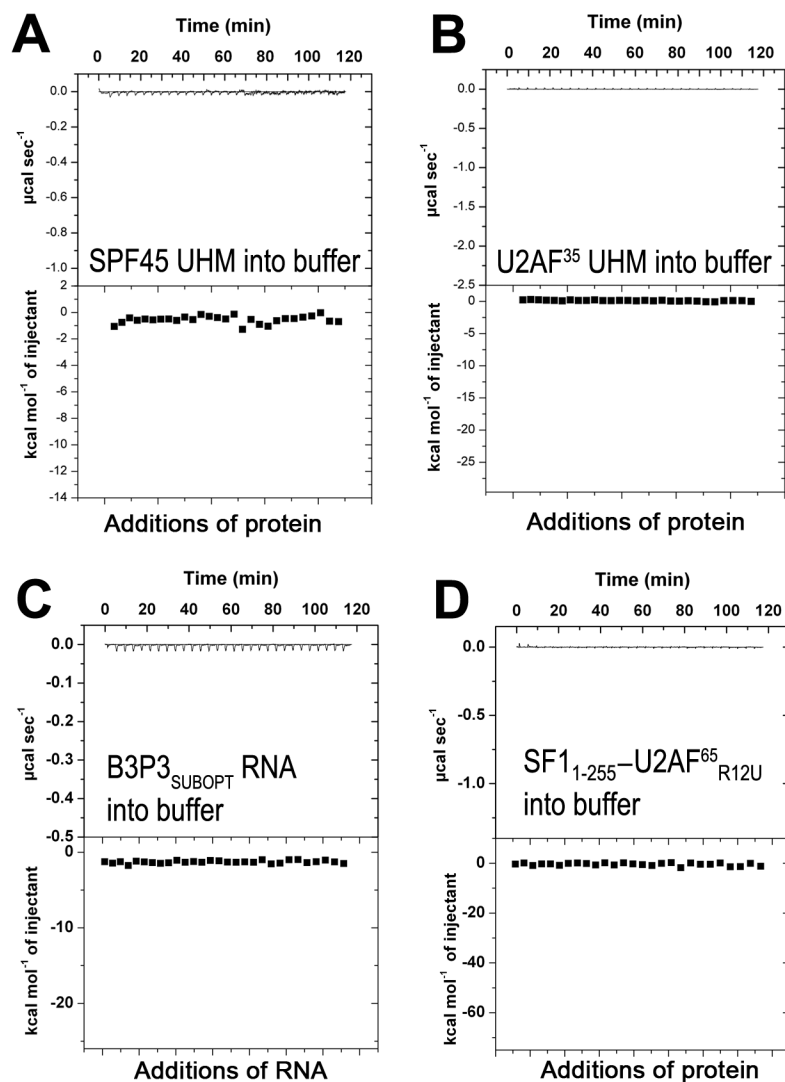 A
Time (min)
0 20 40 60 80 100 120
0.0
-0.2
-0.4
-0.6
-0.8
-1.0
µcal sec-1
SPF45 UHM into buffer
2
0
-2
-4
-6
-8
-10
-12
-14
kcal mol-1 of injectant
Additions of protein
B
Time (min)
0 20 40 60 80 100 120
0.0
-0.5
-1.0
-1.5
-2.0
-2.5
µcal sec-1
U2AF35 UHM into buffer
0
-5
-10
-15
-20
-25
kcal mol-1 of injectant
Additions of protein
C
Time (min)
0 20 40 60 80 100 120
0.0
-0.1
-0.2
-0.3
-0.4
-0.5
µcal sec-1
B3P3SUBOPT RNA
into buffer
0
-10
-20
kcal mol-1 of injectant
Additions of RNA
D
Time (min)
0 20 40 60 80 100 120
0.0
-0.5
-1.0
µcal sec-1
SF11-255–U2AF65R12U
into buffer
0
-20
-40
-60
kcal mol-1 of injectant
Additions of protein